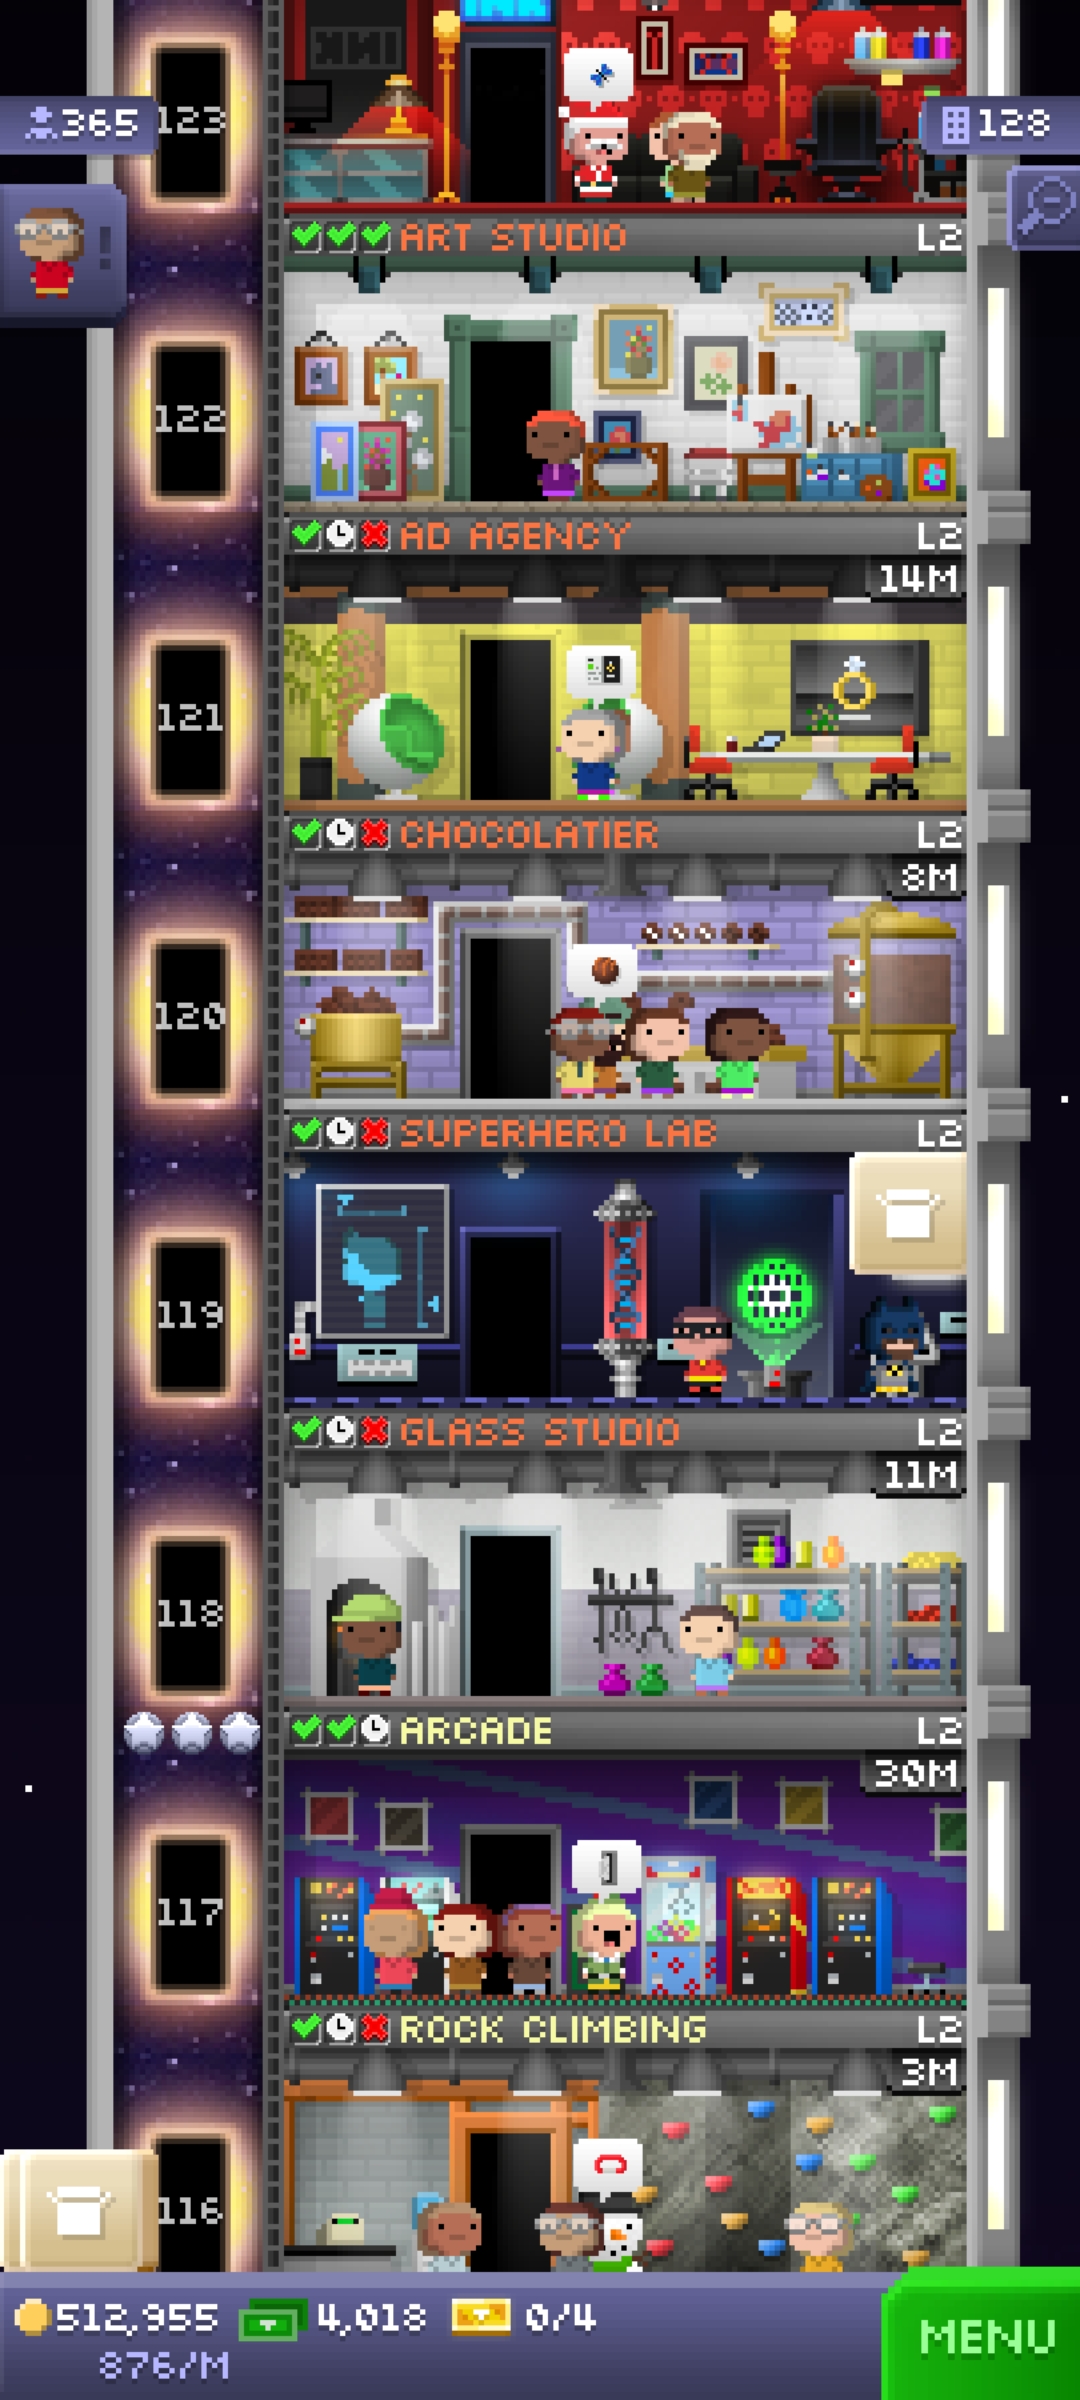 INK
123
365
128
ART STUDIO L2
122
AD AGENCY L2
14M
121
CHOCOLATIER L2
8M
120
SUPERHERO LAB L2
119
GLASS STUDIO L2
11M
118
ARCADE L2
30M
117
ROCK CLIMBING L2
3M
116
512,955 4,018 0/4
876/M
MENU